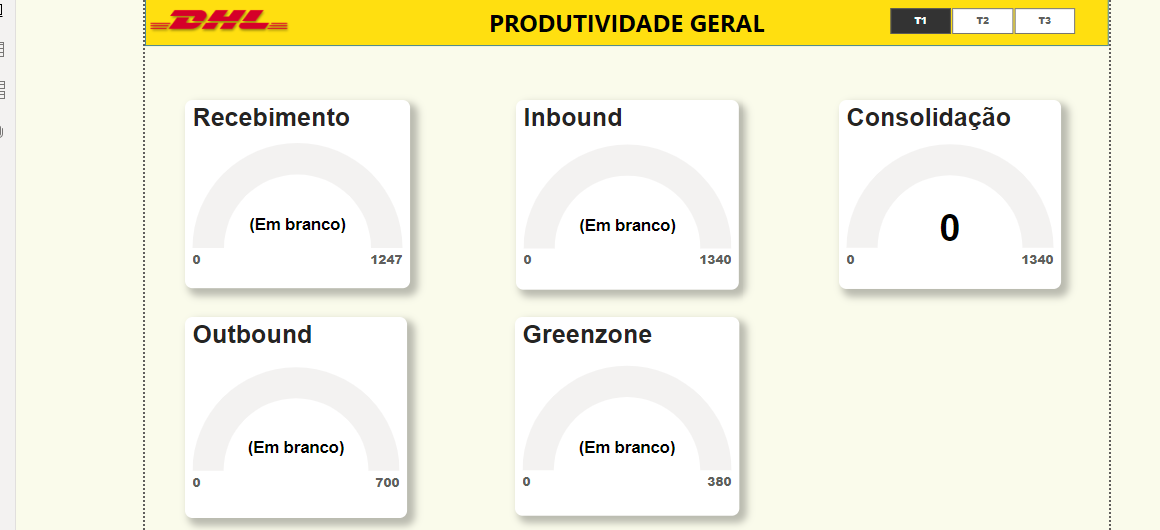 DHL
PRODUTIVIDADE GERAL
T1
T2
T3
Recebimento
(Em branco)
0
1247
Inbound
(Em branco)
0
1340
Consolidação
0
0
1340
Outbound
(Em branco)
0
700
Greenzone
(Em branco)
0
380